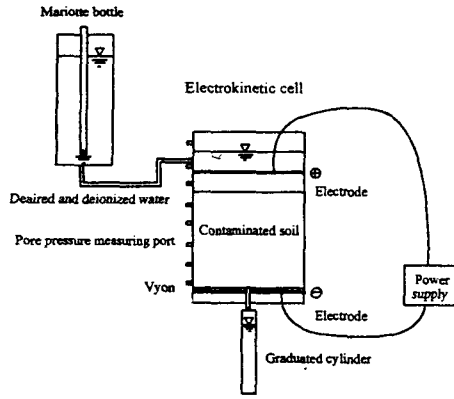 Mariotte bottle
Electrokinetic cell
⊕
Electrode
Deaired and deionized water
Contaminated soil
Pore pressure measuring port
Vyon
⊖
Electrode
Power
supply
Graduated cylinder